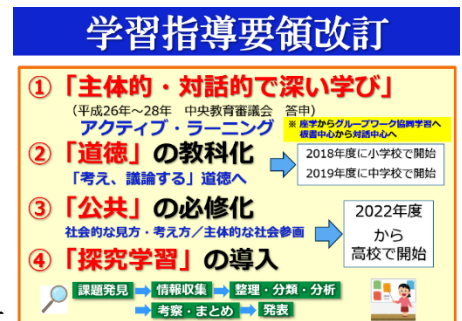 学習指導要領改訂
① 「主体的・対話的で深い学び」
（平成26年～28年　中央教育審議会　答申）
アクティブ・ラーニング
※ 座学からグループワーク協同学習へ
板書中心から対話中心へ
② 「道徳」の教科化
「考え、議論する」道徳へ
2018年度に小学校で開始
2019年度に中学校で開始
③ 「公共」の必修化
社会的な見方・考え方／主体的な社会参画
2022年度
から
高校で開始
④ 「探究学習」の導入
課題発見 情報収集 整理・分類・分析
考察・まとめ 発表